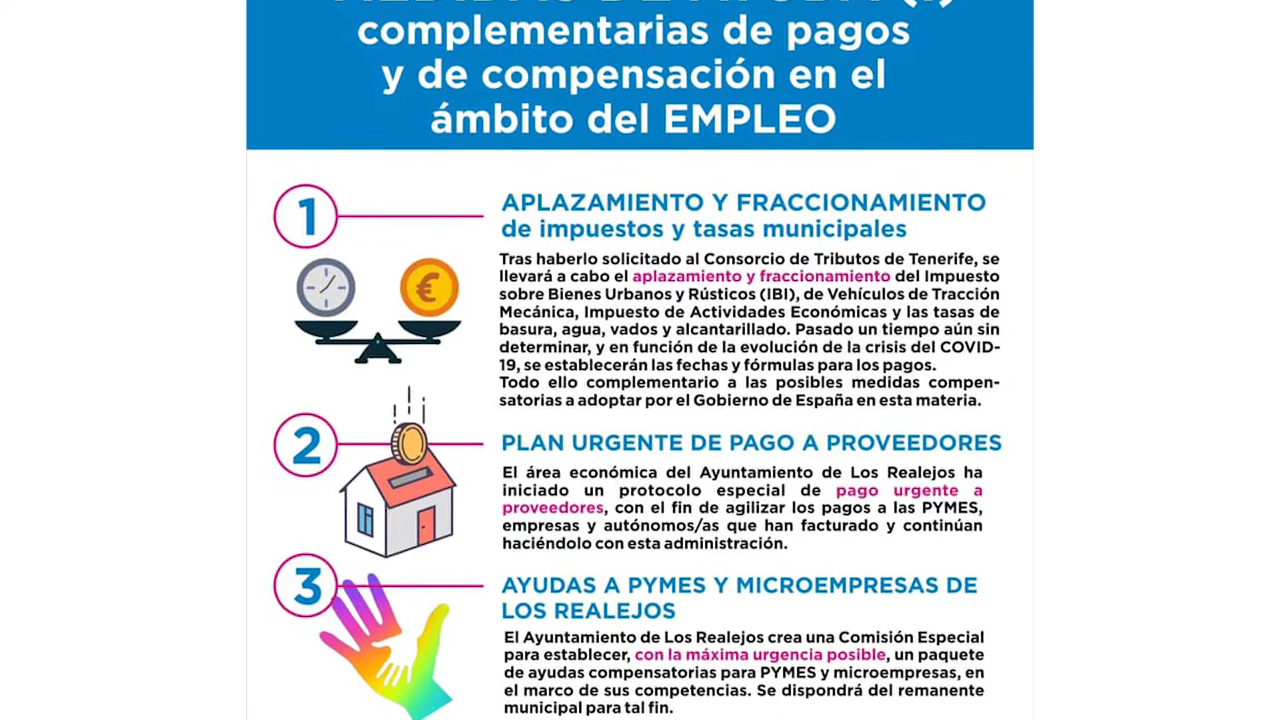 complementarias de pagos
y de compensación en el
ámbito del EMPLEO
1
APLAZAMIENTO Y FRACCIONAMIENTO
de impuestos y tasas municipales
Tras haberlo solicitado al Consorcio de Tributos de Tenerife, se
llevará a cabo el aplazamiento y fraccionamiento del Impuesto
sobre Bienes Urbanos y Rústicos (IBI), de Vehículos de Tracción
Mecánica, Impuesto de Actividades Económicas y las tasas de
basura, agua, vados y alcantarillado. Pasado un tiempo aún sin
determinar, y en función de la evolución de la crisis del COVID-
19, se establecerán las fechas y fórmulas para los pagos.
Todo ello complementario a las posibles medidas compen-
satorias a adoptar por el Gobierno de España en esta materia.
2
PLAN URGENTE DE PAGO A PROVEEDORES
El área económica del Ayuntamiento de Los Realejos ha
iniciado un protocolo especial de pago urgente a
proveedores, con el fin de agilizar los pagos a las PYMES,
empresas y autónomos/as que han facturado y continúan
haciéndolo con esta administración.
3
AYUDAS A PYMES Y MICROEMPRESAS DE
LOS REALEJOS
El Ayuntamiento de Los Realejos crea una Comisión Especial
para establecer, con la máxima urgencia posible, un paquete
de ayudas compensatorias para PYMES y microempresas, en
el marco de sus competencias. Se dispondrá del remanente
municipal para tal fin.